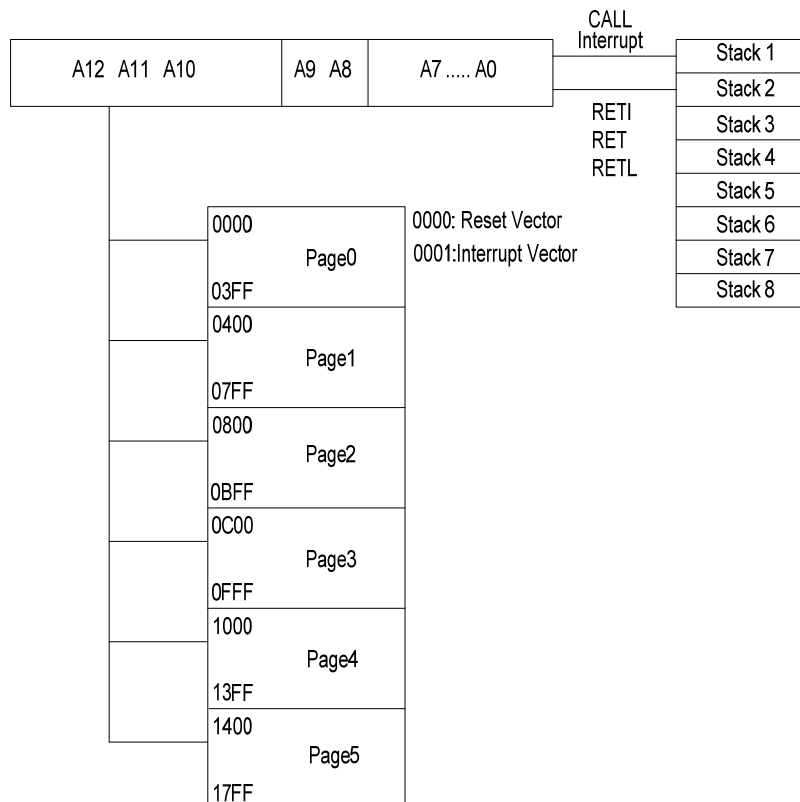 CALL
Interrupt
A12 A11 A10
A9 A8
A7 ..... A0
RETI
RET
RETL
Stack 1
Stack 2
Stack 3
Stack 4
Stack 5
Stack 6
Stack 7
Stack 8
0000
Page0
03FF
0000: Reset Vector
0001:Interrupt Vector
0400
Page1
07FF
0800
Page2
0BFF
0C00
Page3
0FFF
1000
Page4
13FF
1400
Page5
17FF